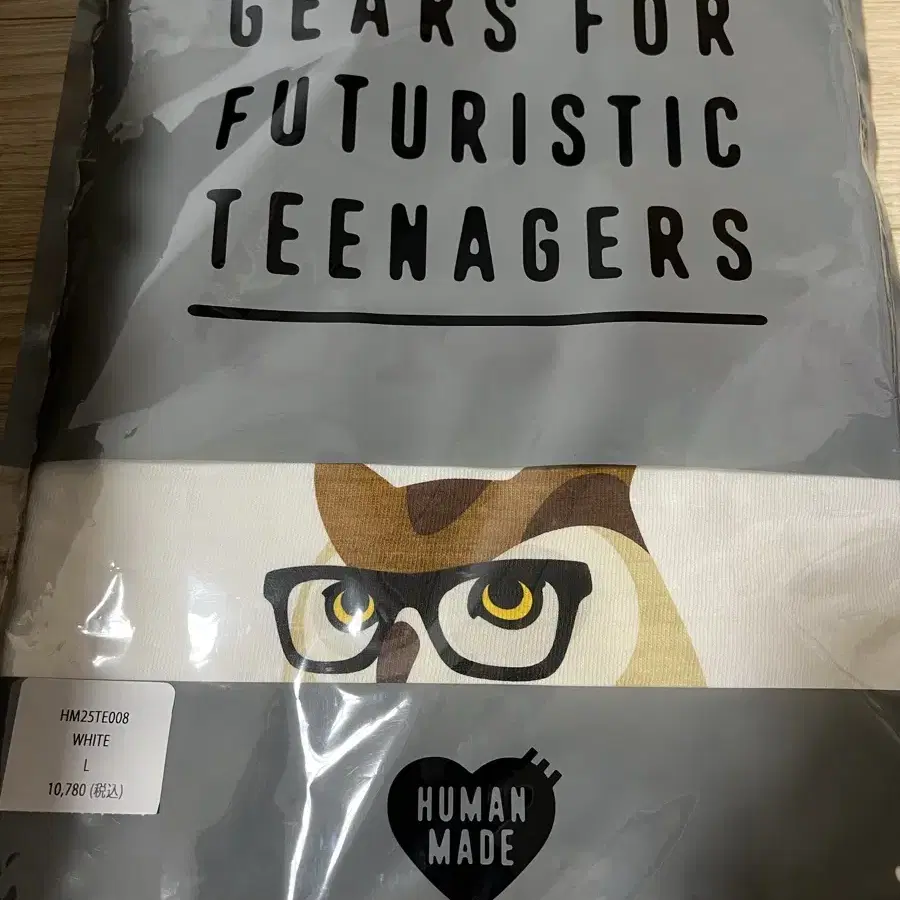 GEARS FOR
FUTURISTIC
TEENAGERS
HM25TE008
WHITE
L
10,780 (税込)
HUMAN
MADE